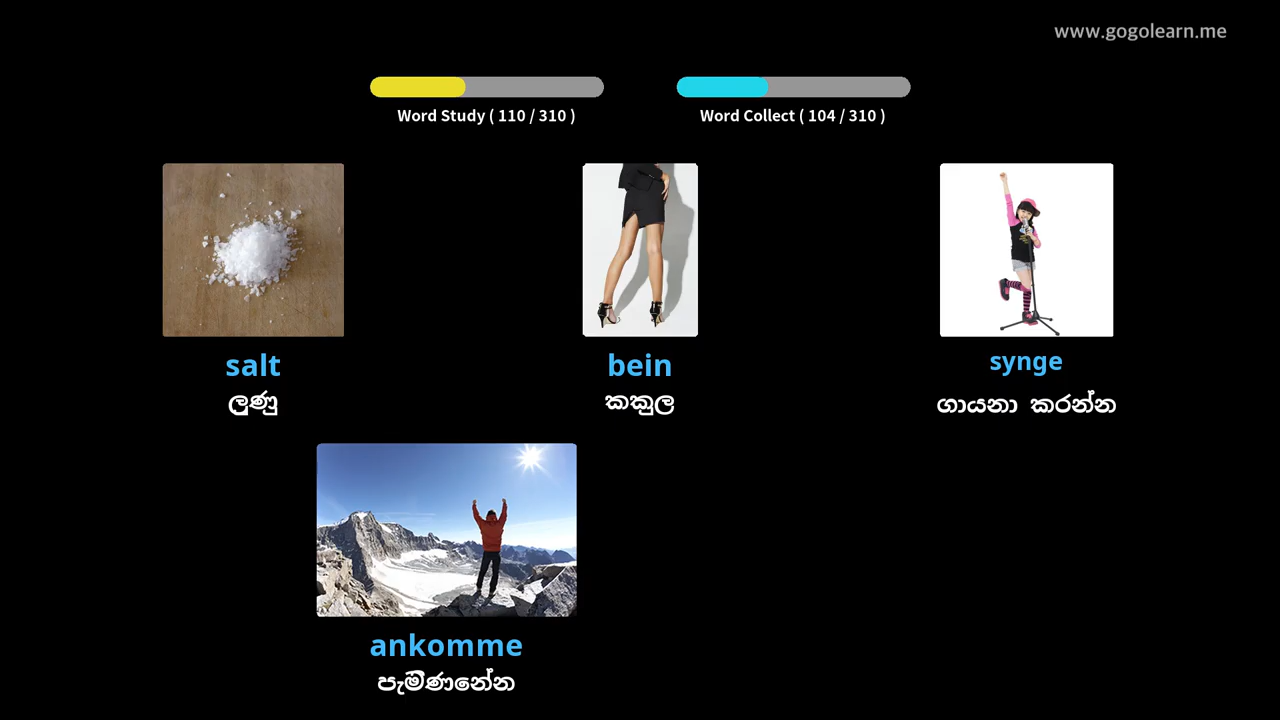 www.gogolearn.me
Word Study ( 110 / 310 )
Word Collect ( 104 / 310 )
salt
ලුණු
bein
කකුල
synge
ගායනා කරන්න
ankomme
පැමිණෙන්න